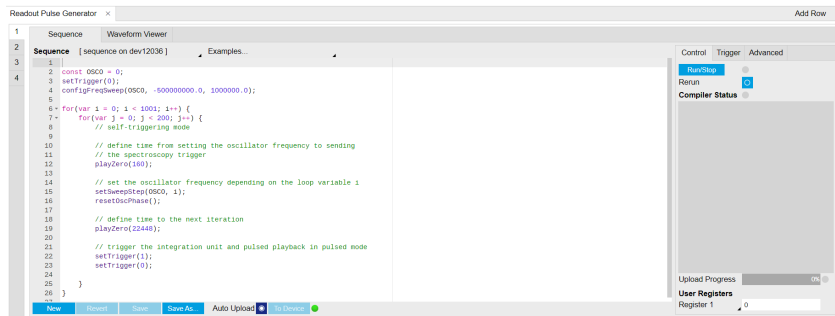 Readout Pulse Generator ×
Add Row
1
2
3
4
Sequence Waveform Viewer
Sequence [ sequence on dev12036 ] Examples...
1
2 const OSC0 = 0;
3 setTrigger(0);
4 configFreqSweep(OSC0, -500000000.0, 1000000.0);
5
6 for(var i = 0; i < 1001; i++) {
7 for(var j = 0; j < 200; j++) {
8 // self-triggering mode
9
10 // define time from setting the oscillator frequency to sending
11 // the spectroscopy trigger
12 playZero(160);
13
14 // set the oscillator frequency depending on the loop variable i
15 setSweepStep(OSC0, i);
16 resetOscPhase();
17
18 // define time to the next iteration
19 playZero(22448);
20
21 // trigger the integration unit and pulsed playback in pulsed mode
22 setTrigger(1);
23 setTrigger(0);
24
25 }
26 }
New Revert Save Save As... Auto Upload To Device
Control Trigger Advanced
Run/Stop
Rerun
Compiler Status
Upload Progress 0%
User Registers
Register 1 0